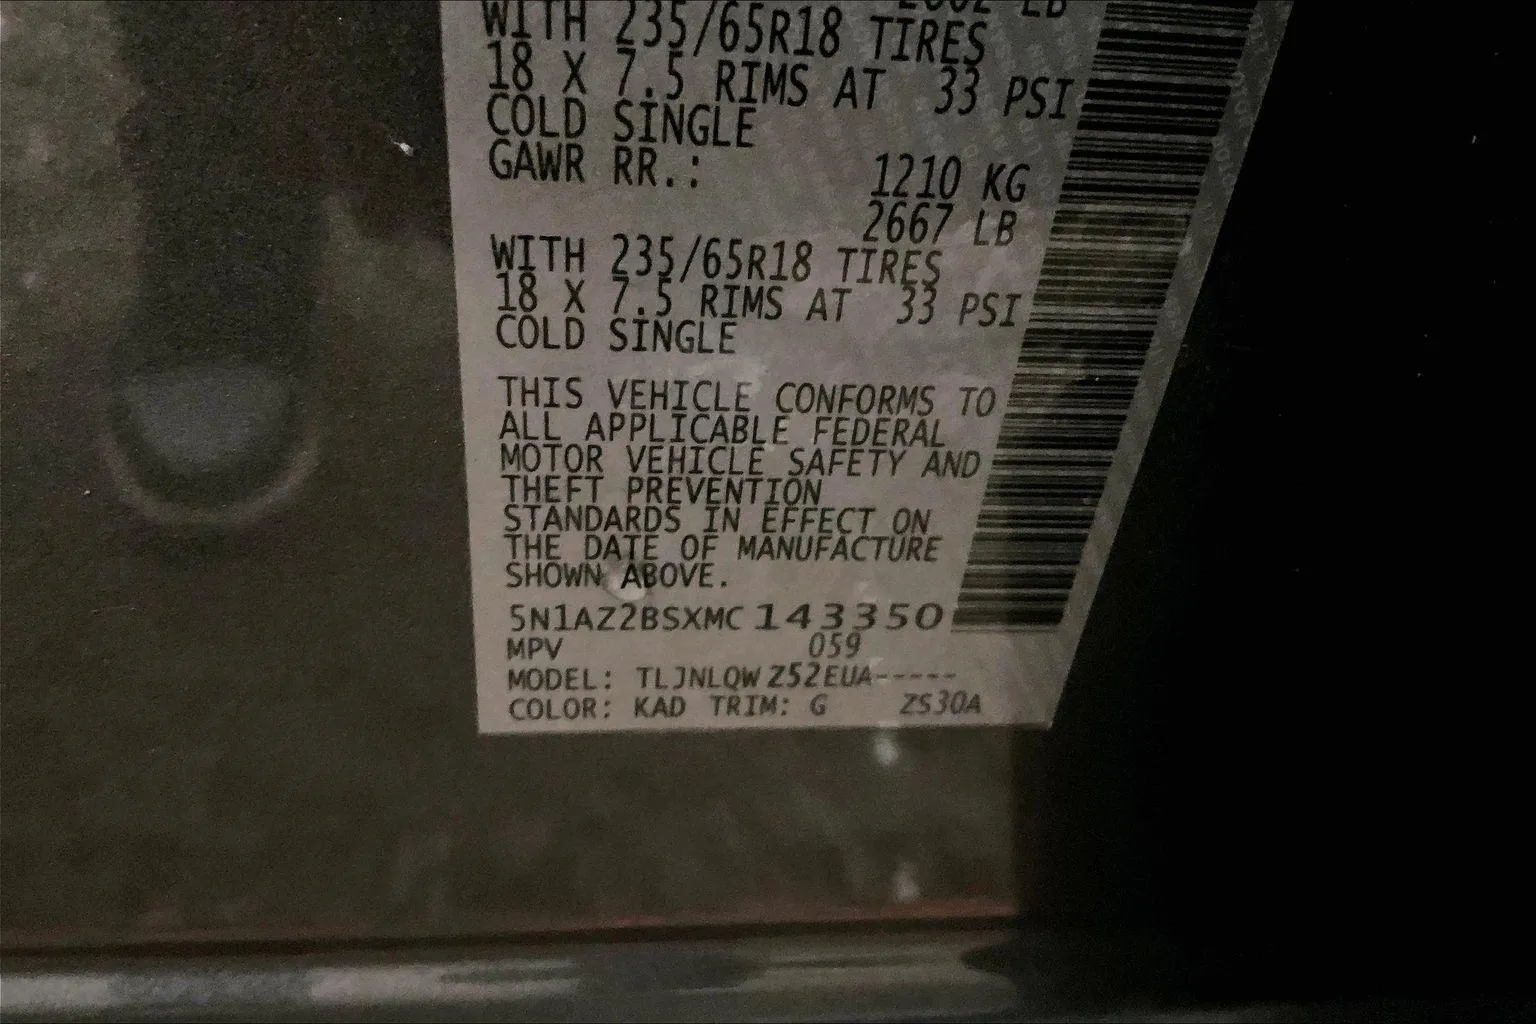 LB
WITH 235/65R18 TIRES
18 X 7.5 RIMS AT 33 PSI
COLD SINGLE
GAWR RR.: 1210 KG
2667 LB
WITH 235/65R18 TIRES
18 X 7.5 RIMS AT 33 PSI
COLD SINGLE
THIS VEHICLE CONFORMS TO
ALL APPLICABLE FEDERAL
MOTOR VEHICLE SAFETY AND
THEFT PREVENTION
STANDARDS IN EFFECT ON
THE DATE OF MANUFACTURE
SHOWN ABOVE.
5N1AZ2BSXMC143350
MPV 059
MODEL: TLJNLQWZ52EUA-----
COLOR: KAD TRIM: G ZS30A